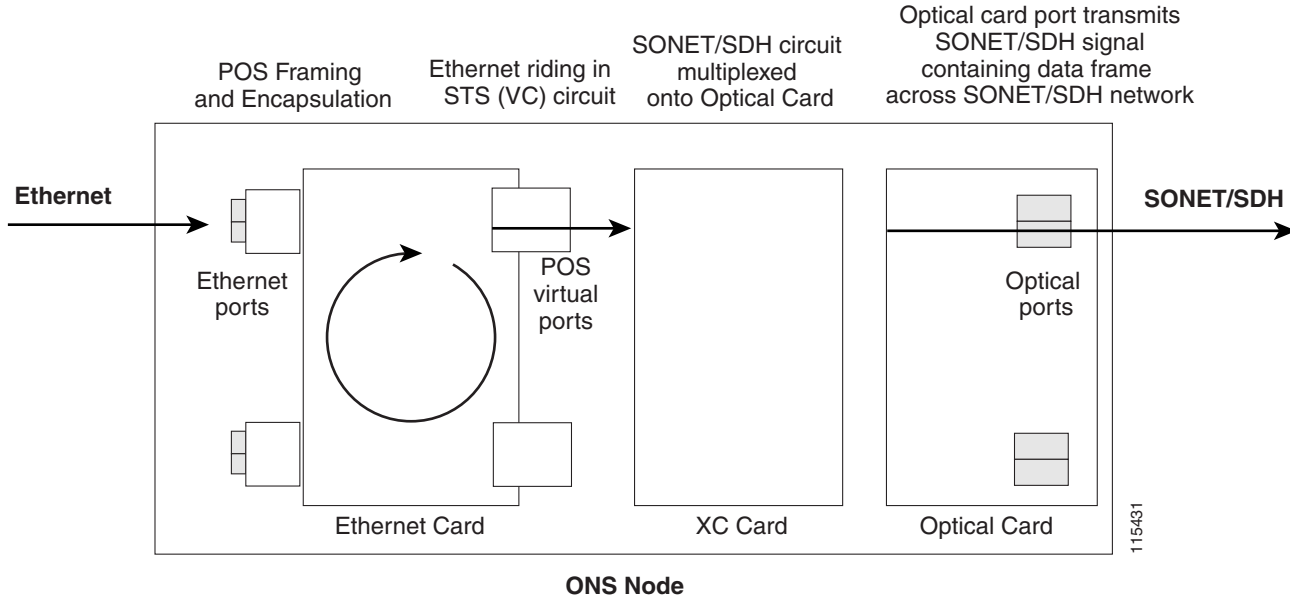 POS Framing
and Encapsulation
Ethernet riding in
STS (VC) circuit
SONET/SDH circuit
multiplexed
onto Optical Card
Optical card port transmits
SONET/SDH signal
containing data frame
across SONET/SDH network
Ethernet
SONET/SDH
Ethernet
ports
POS
virtual
ports
Optical
ports
Ethernet Card
XC Card
Optical Card
115431
ONS Node